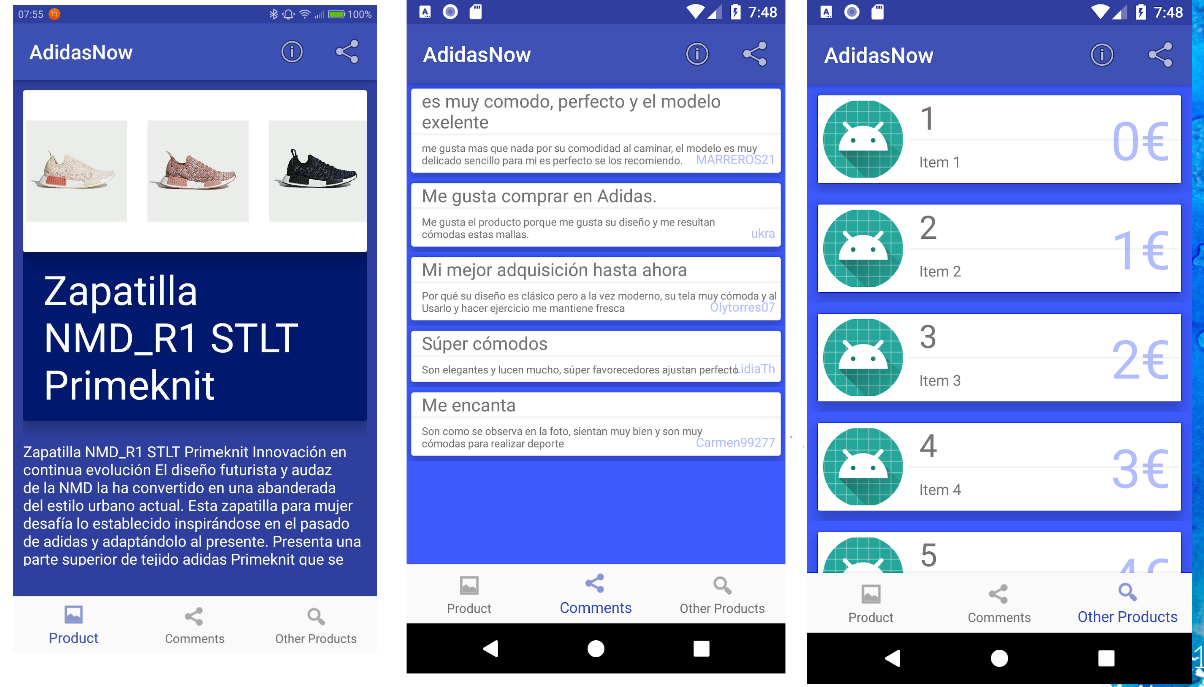 07:55
100%
AdidasNow
Zapatilla
NMD_R1 STLT
Primeknit
Zapatilla NMD_R1 STLT Primeknit Innovación en
continua evolución El diseño futurista y audaz
de la NMD la ha convertido en una abanderada
del estilo urbano actual. Esta zapatilla para mujer
desafía lo establecido inspirándose en el pasado
de adidas y adaptándolo al presente. Presenta una
parte superior de tejido adidas Primeknit que se
Product
Comments
Other Products
A
7:48
AdidasNow
es muy comodo, perfecto y el modelo
exelente
me gusta mas que nada por su comodidad al caminar, el modelo es muy
delicado sencillo para mi es perfecto se los recomiendo.
MARREROS21
Me gusta comprar en Adidas.
Me gusta el producto porque me gusta su diseño y me resultan
cómodas estas mallas.
ukra
Mi mejor adquisición hasta ahora
Por qué su diseño es clásico pero a la vez moderno, su tela muy cómoda y al
Usarlo y hacer ejercicio me mantiene fresca
Olytorres07
Súper cómodos
Son elegantes y lucen mucho, súper favorecedores ajustan perfecto
LidiaTh
Me encanta
Son como se observa en la foto, sientan muy bien y son muy
cómodas para realizar deporte
Carmen99277
Product
Comments
Other Products
A
7:48
AdidasNow
1
Item 1
0€
2
Item 2
1€
3
Item 3
2€
4
Item 4
3€
5
4€
Product
Comments
Other Products